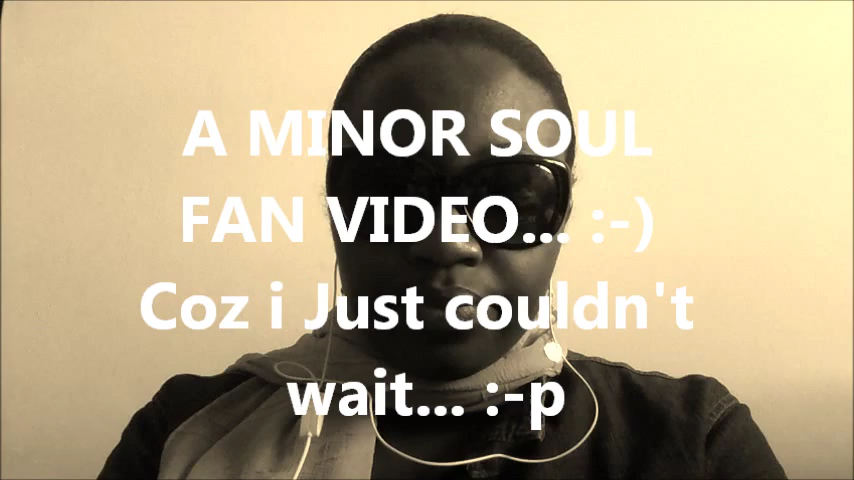 A MINOR SOUL
FAN VIDEO... :-)
Coz i Just couldn't
wait... :-p